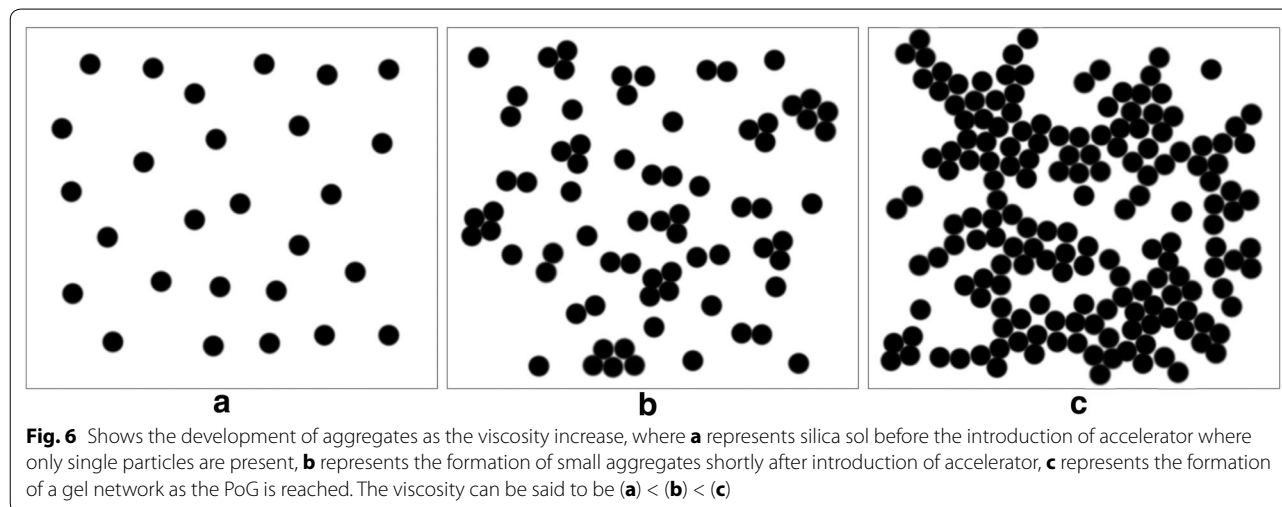 a b c
Fig. 6 Shows the development of aggregates as the viscosity increase, where a represents silica sol before the introduction of accelerator where
only single particles are present, b represents the formation of small aggregates shortly after introduction of accelerator, c represents the formation
of a gel network as the PoG is reached. The viscosity can be said to be (a) < (b) < (c)